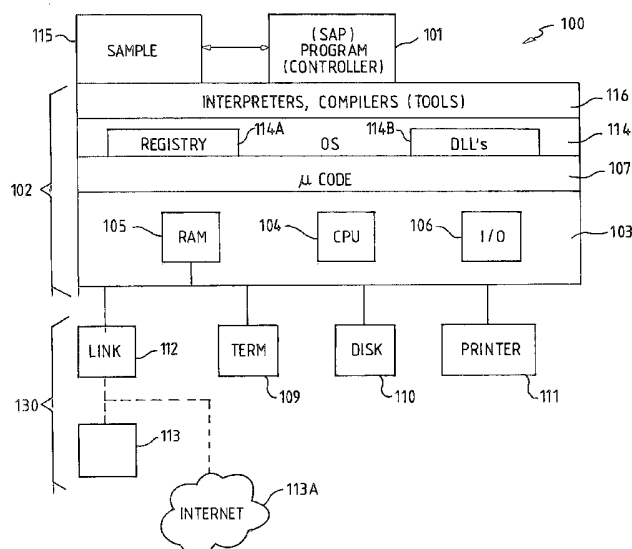 115
SAMPLE
(SAP)
PROGRAM
(CONTROLLER)
101
100
INTERPRETERS, COMPILERS (TOOLS)
116
REGISTRY
114A
OS
114B
DLL's
114
μ CODE
107
102
105
RAM
104
CPU
106
I/O
103
LINK
112
TERM
109
DISK
110
PRINTER
111
130
113
INTERNET
113A